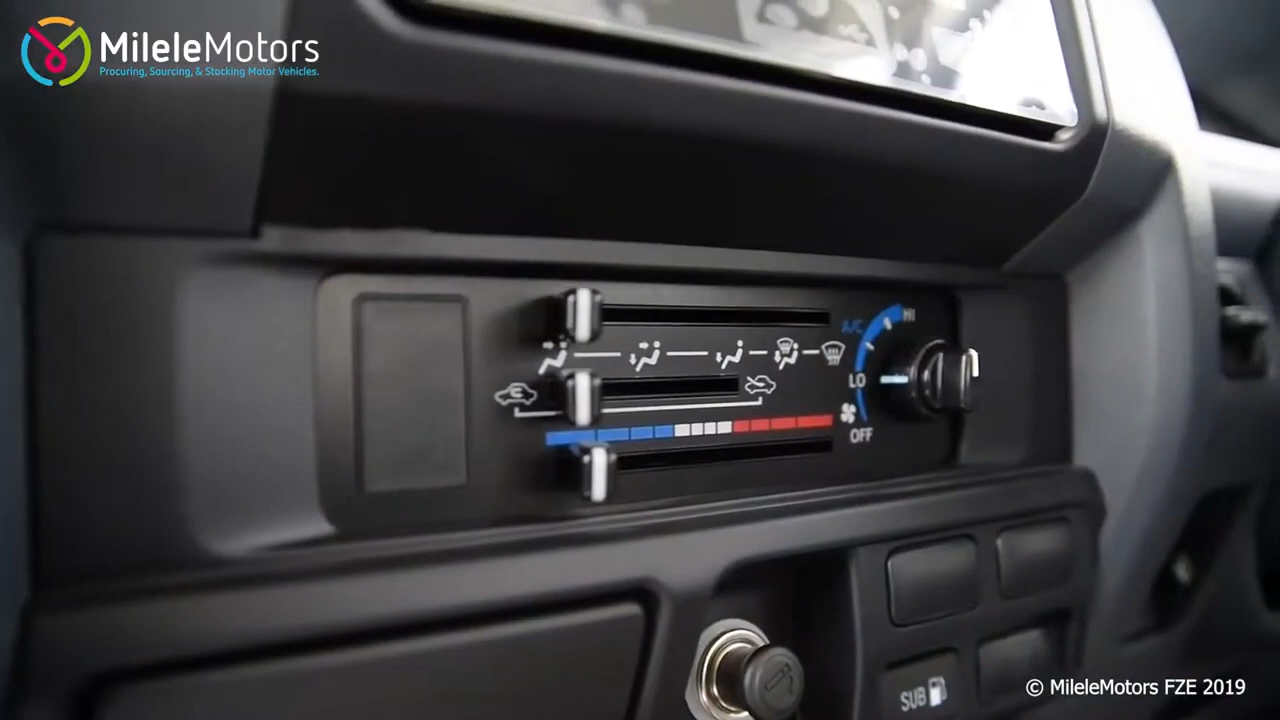 MileleMotors
Procuring, Sourcing, & Stocking Motor Vehicles.
A/C
HI
LO
OFF
SUB
© MileleMotors FZE 2019